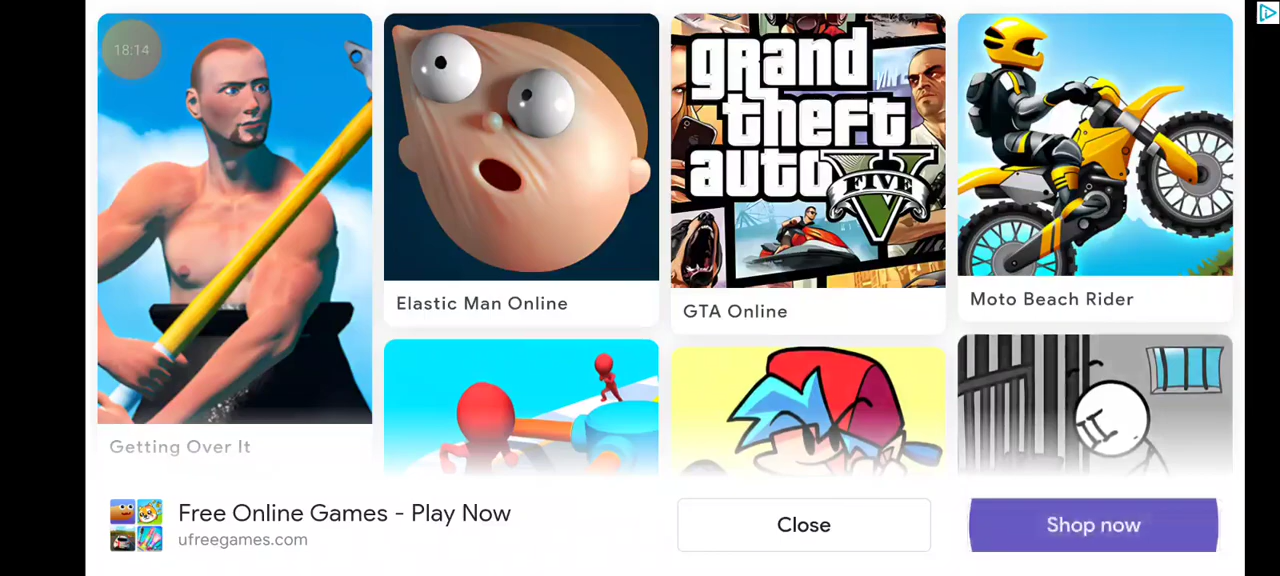 18:14
grand
theft
auto
FIVE
Elastic Man Online
GTA Online
Moto Beach Rider
Getting Over It
Free Online Games - Play Now
ufreegames.com
Close
Shop now